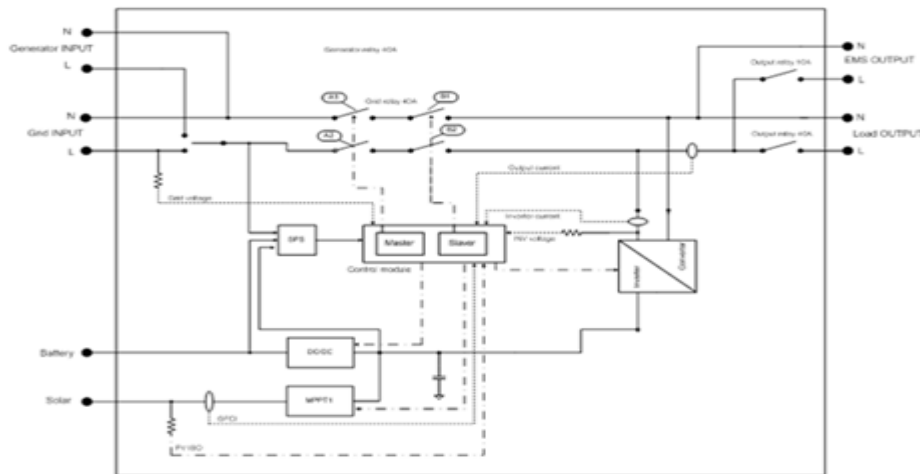 N
Generator INPUT
L
N
Grid INPUT
L
Generator relay 40A
Grid relay 40A
A1
B1
A2
B2
N
EMS OUTPUT
Output relay 40A
L
N
Load OUTPUT
Output relay 40A
L
Output current
Grid voltage
Inverter current
INV voltage
SPS
Master
Slaver
Control module
Inverter
Converter
Battery
DC/DC
Solar
MPPT1
GFCI
PV ISO